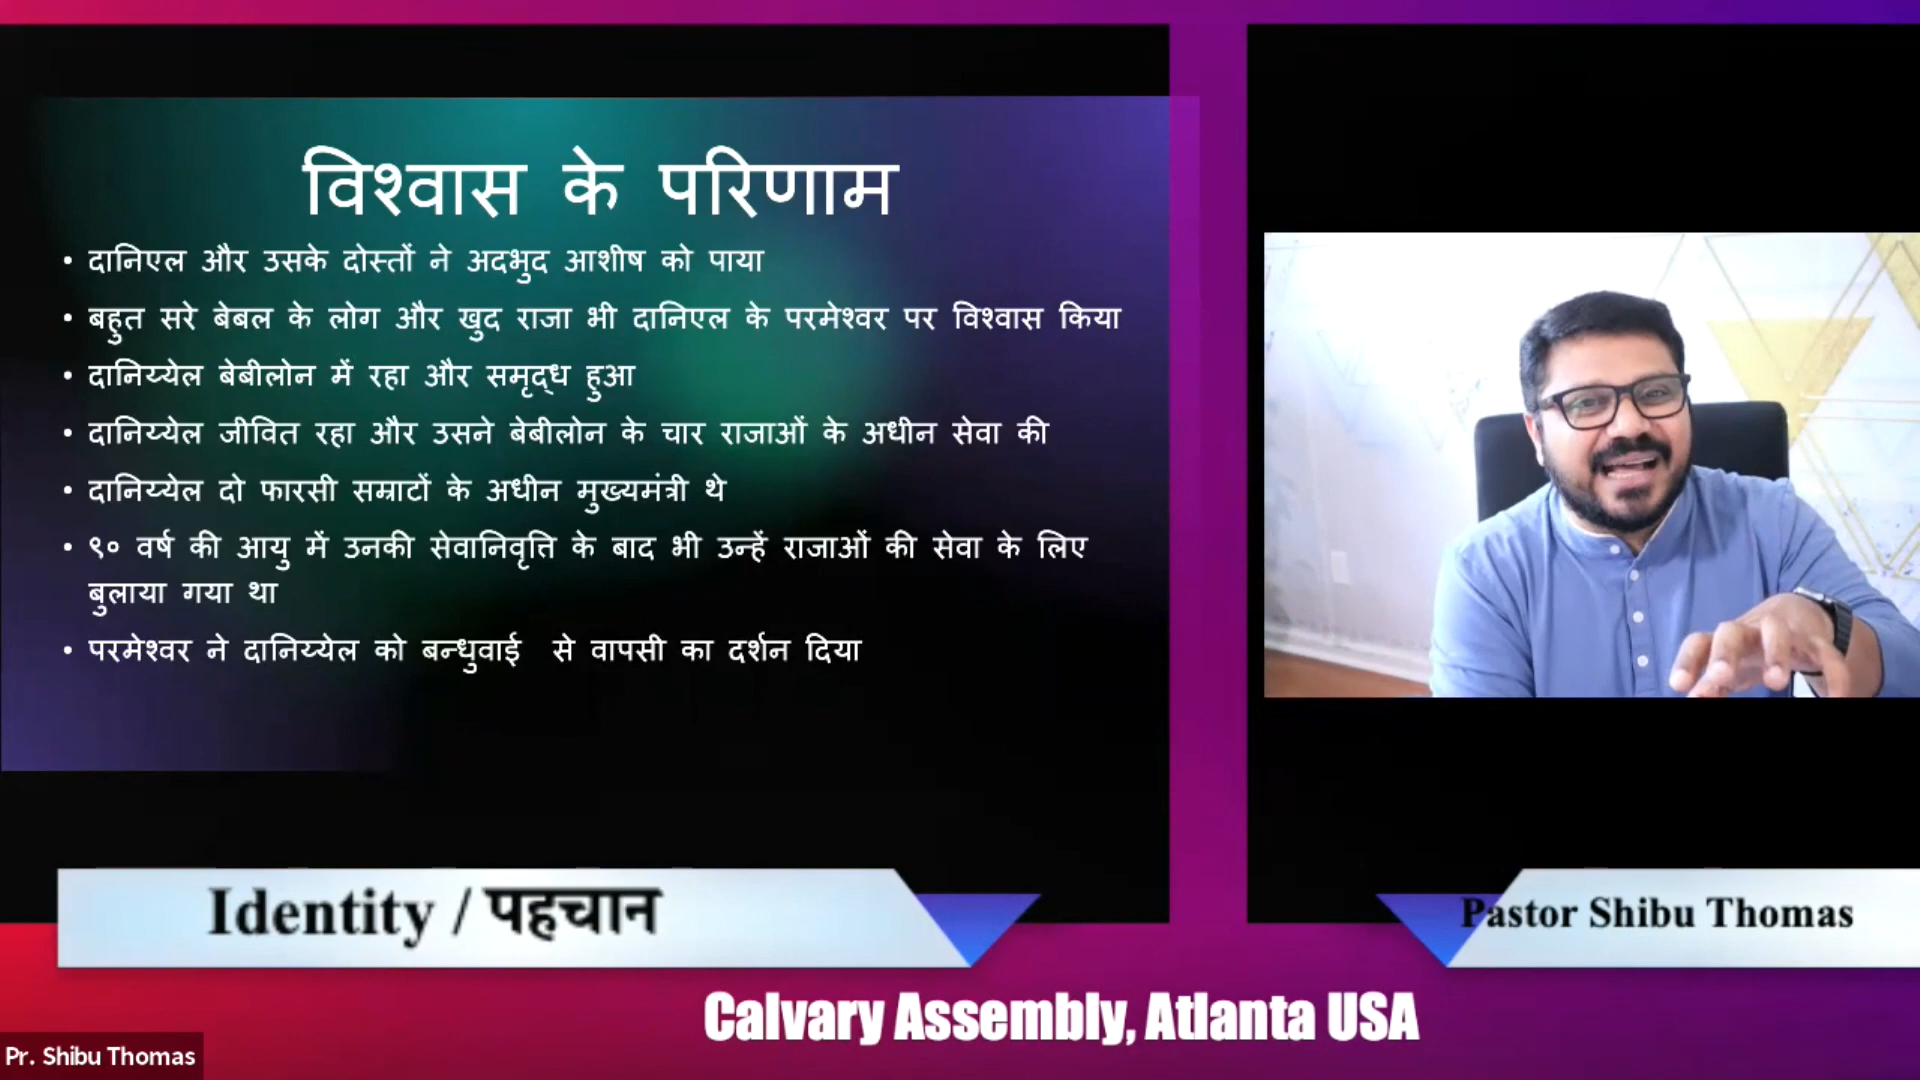 विश्वास के परिणाम
• दानिएल और उसके दोस्तों ने अदभुद आशीष को पाया
• बहुत सरे बेबल के लोग और खुद राजा भी दानिएल के परमेश्वर पर विश्वास किया
• दानिय्येल बेबीलोन में रहा और समृद्ध हुआ
• दानिय्येल जीवित रहा और उसने बेबीलोन के चार राजाओं के अधीन सेवा की
• दानिय्येल दो फारसी सम्राटों के अधीन मुख्यमंत्री थे
• ९० वर्ष की आयु में उनकी सेवानिवृत्ति के बाद भी उन्हें राजाओं की सेवा के लिए
बुलाया गया था
• परमेश्वर ने दानिय्येल को बन्धुवाई से वापसी का दर्शन दिया
Identity / पहचान
Pastor Shibu Thomas
Calvary Assembly, Atlanta USA
Pr. Shibu Thomas